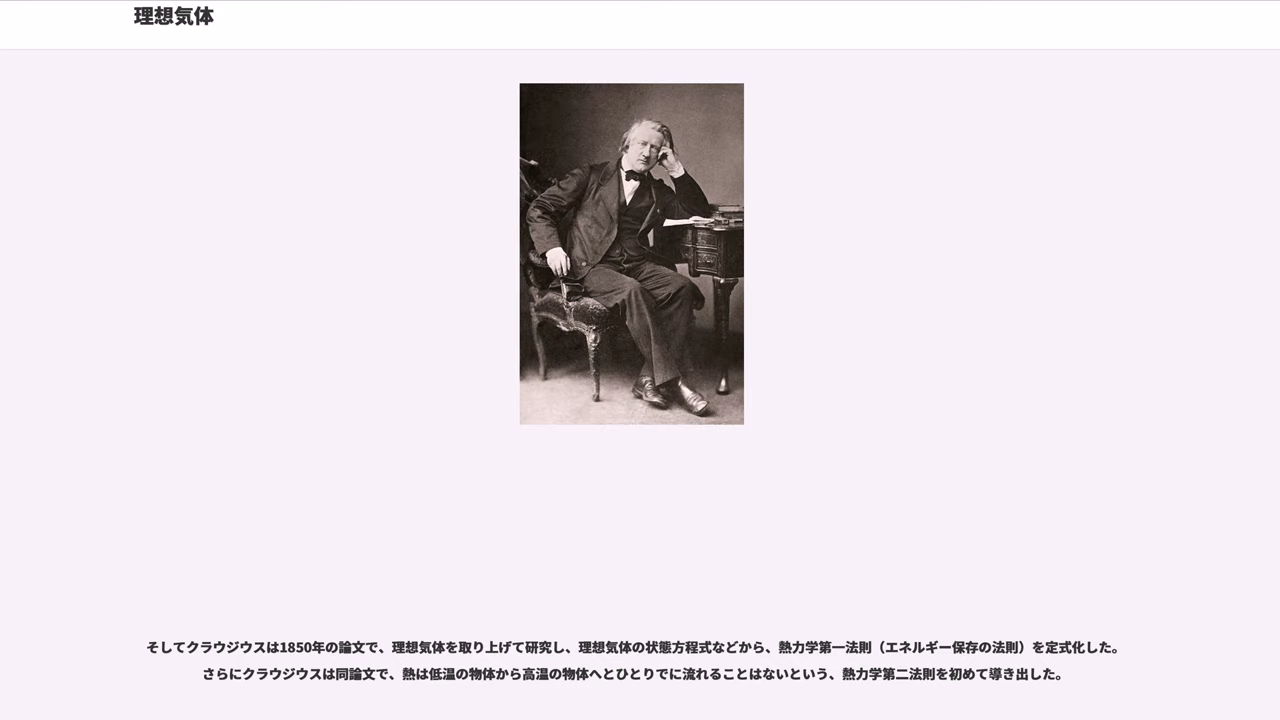 理想気体
そしてクラウジウスは1850年の論文で、理想気体を取り上げて研究し、理想気体の状態方程式などから、熱力学第一法則（エネルギー保存の法則）を定式化した。
さらにクラウジウスは同論文で、熱は低温の物体から高温の物体へとひとりでに流れることはないという、熱力学第二法則を初めて導き出した。